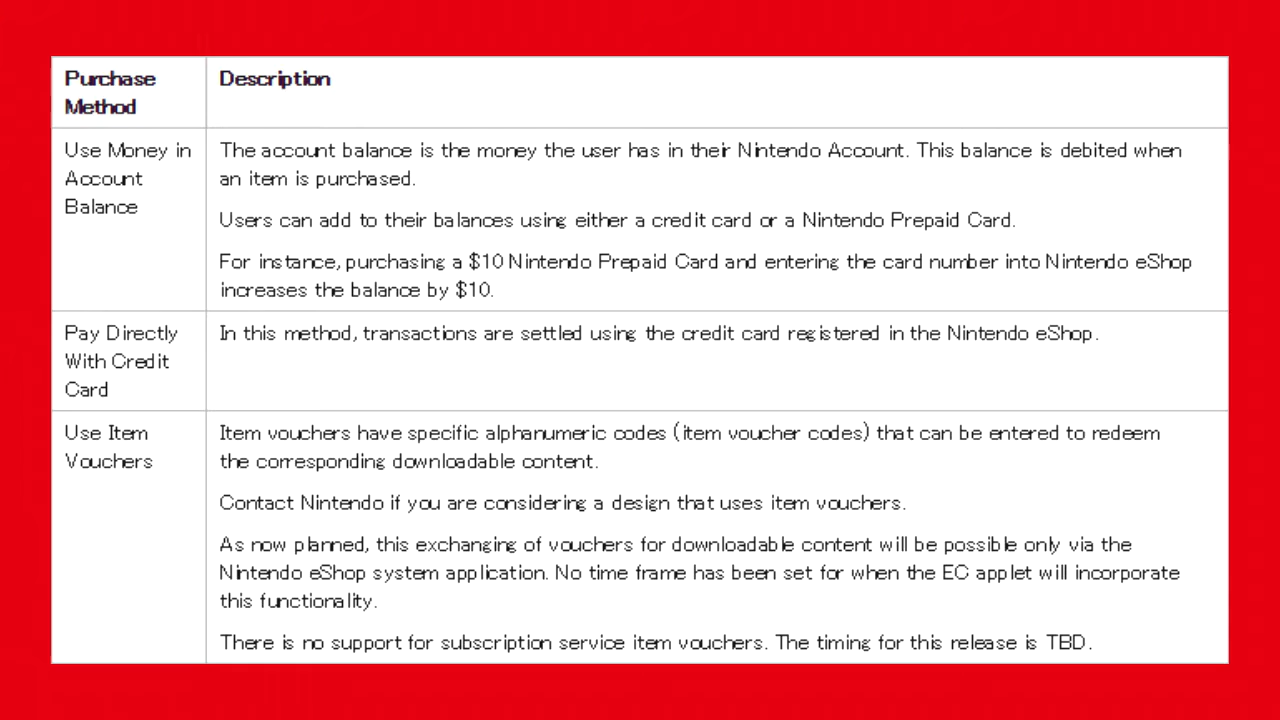 Purchase
Method
Description
Use Money in
Account
Balance
The account balance is the money the user has in their Nintendo Account. This balance is debited when
an item is purchased.
Users can add to their balances using either a credit card or a Nintendo Prepaid Card.
For instance, purchasing a $10 Nintendo Prepaid Card and entering the card number into Nintendo eShop
increases the balance by $10.
Pay Directly
With Credit
Card
In this method, transactions are settled using the credit card registered in the Nintendo eShop.
Use Item
Vouchers
Item vouchers have specific alphanumeric codes (item voucher codes) that can be entered to redeem
the corresponding downloadable content.
Contact Nintendo if you are considering a design that uses item vouchers.
As now planned, this exchanging of vouchers for downloadable content will be possible only via the
Nintendo eShop system application. No time frame has been set for when the EC applet will incorporate
this functionality.
There is no support for subscription service item vouchers. The timing for this release is TBD.